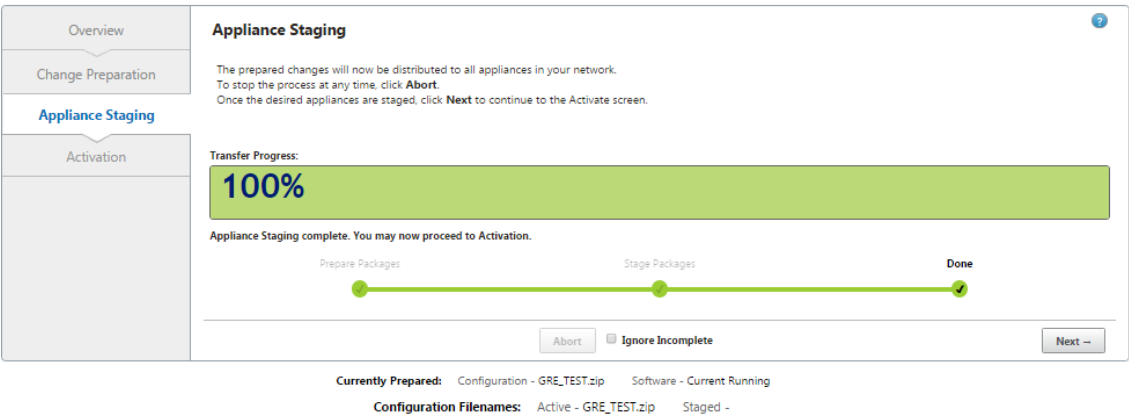 Overview
Change Preparation
Appliance Staging
Activation
Appliance Staging
?
The prepared changes will now be distributed to all appliances in your network.
To stop the process at any time, click Abort.
Once the desired appliances are staged, click Next to continue to the Activate screen.
Transfer Progress:
100%
Appliance Staging complete. You may now proceed to Activation.
Prepare Packages Stage Packages Done
Abort Ignore Incomplete Next →
Currently Prepared: Configuration - GRE_TEST.zip Software - Current Running
Configuration Filenames: Active - GRE_TEST.zip Staged -